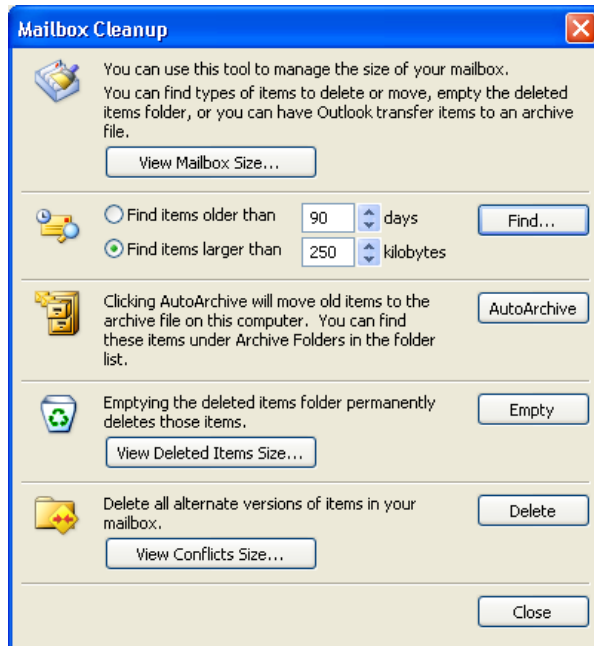 Mailbox Cleanup
You can use this tool to manage the size of your mailbox.
You can find types of items to delete or move, empty the deleted
items folder, or you can have Outlook transfer items to an archive
file.
View Mailbox Size...
Find items older than 90 days
Find...
Find items larger than 250 kilobytes
Clicking AutoArchive will move old items to the
archive file on this computer. You can find
these items under Archive Folders in the folder
list.
AutoArchive
Emptying the deleted items folder permanently
deletes those items.
Empty
View Deleted Items Size...
Delete all alternate versions of items in your
mailbox.
Delete
View Conflicts Size...
Close